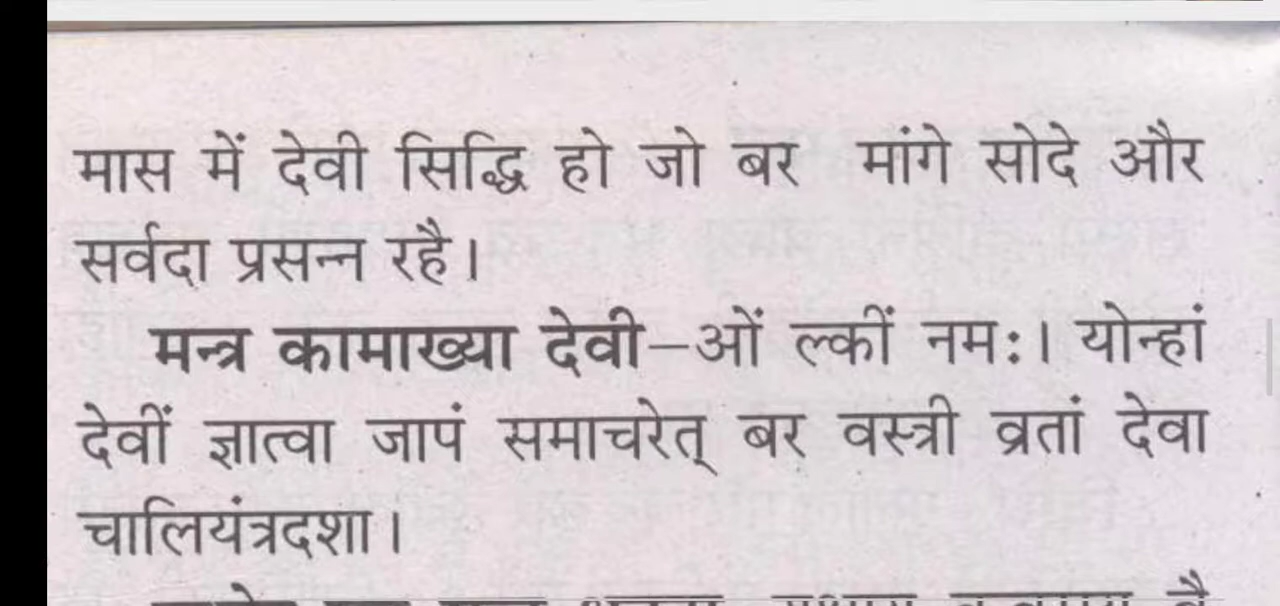 मास में देवी सिद्धि हो जो बर मांगे सोदे और
सर्वदा प्रसन्न रहै।
मन्त्र कामाख्या देवी–ओं ल्कीं नमः। योन्हां
देवीं ज्ञात्वा जापं समाचरेत् बर वस्त्री व्रतां देवा
चालियंत्रदशा।